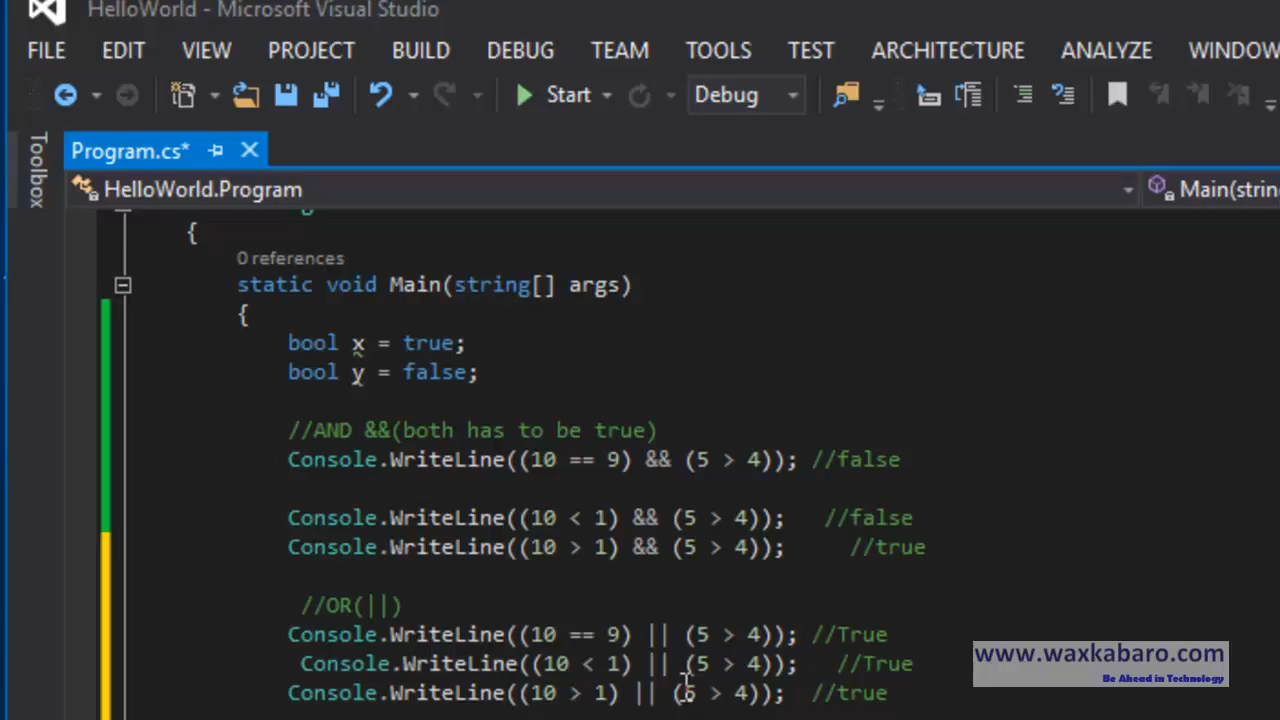 HelloWorld - Microsoft Visual Studio
FILE EDIT VIEW PROJECT BUILD DEBUG TEAM TOOLS TEST ARCHITECTURE ANALYZE WINDOW
Start Debug
Toolbox
Program.cs*
HelloWorld.Program Main(strin
{
0 references
static void Main(string[] args)
{
bool x = true;
bool y = false;
//AND &&(both has to be true)
Console.WriteLine((10 == 9) && (5 > 4)); //false
Console.WriteLine((10 < 1) && (5 > 4)); //false
Console.WriteLine((10 > 1) && (5 > 4)); //true
//OR(||)
Console.WriteLine((10 == 9) || (5 > 4)); //True
Console.WriteLine((10 < 1) || (5 > 4)); //True
Console.WriteLine((10 > 1) || (5 > 4)); //true
www.waxkabaro.com
Be Ahead in Technology